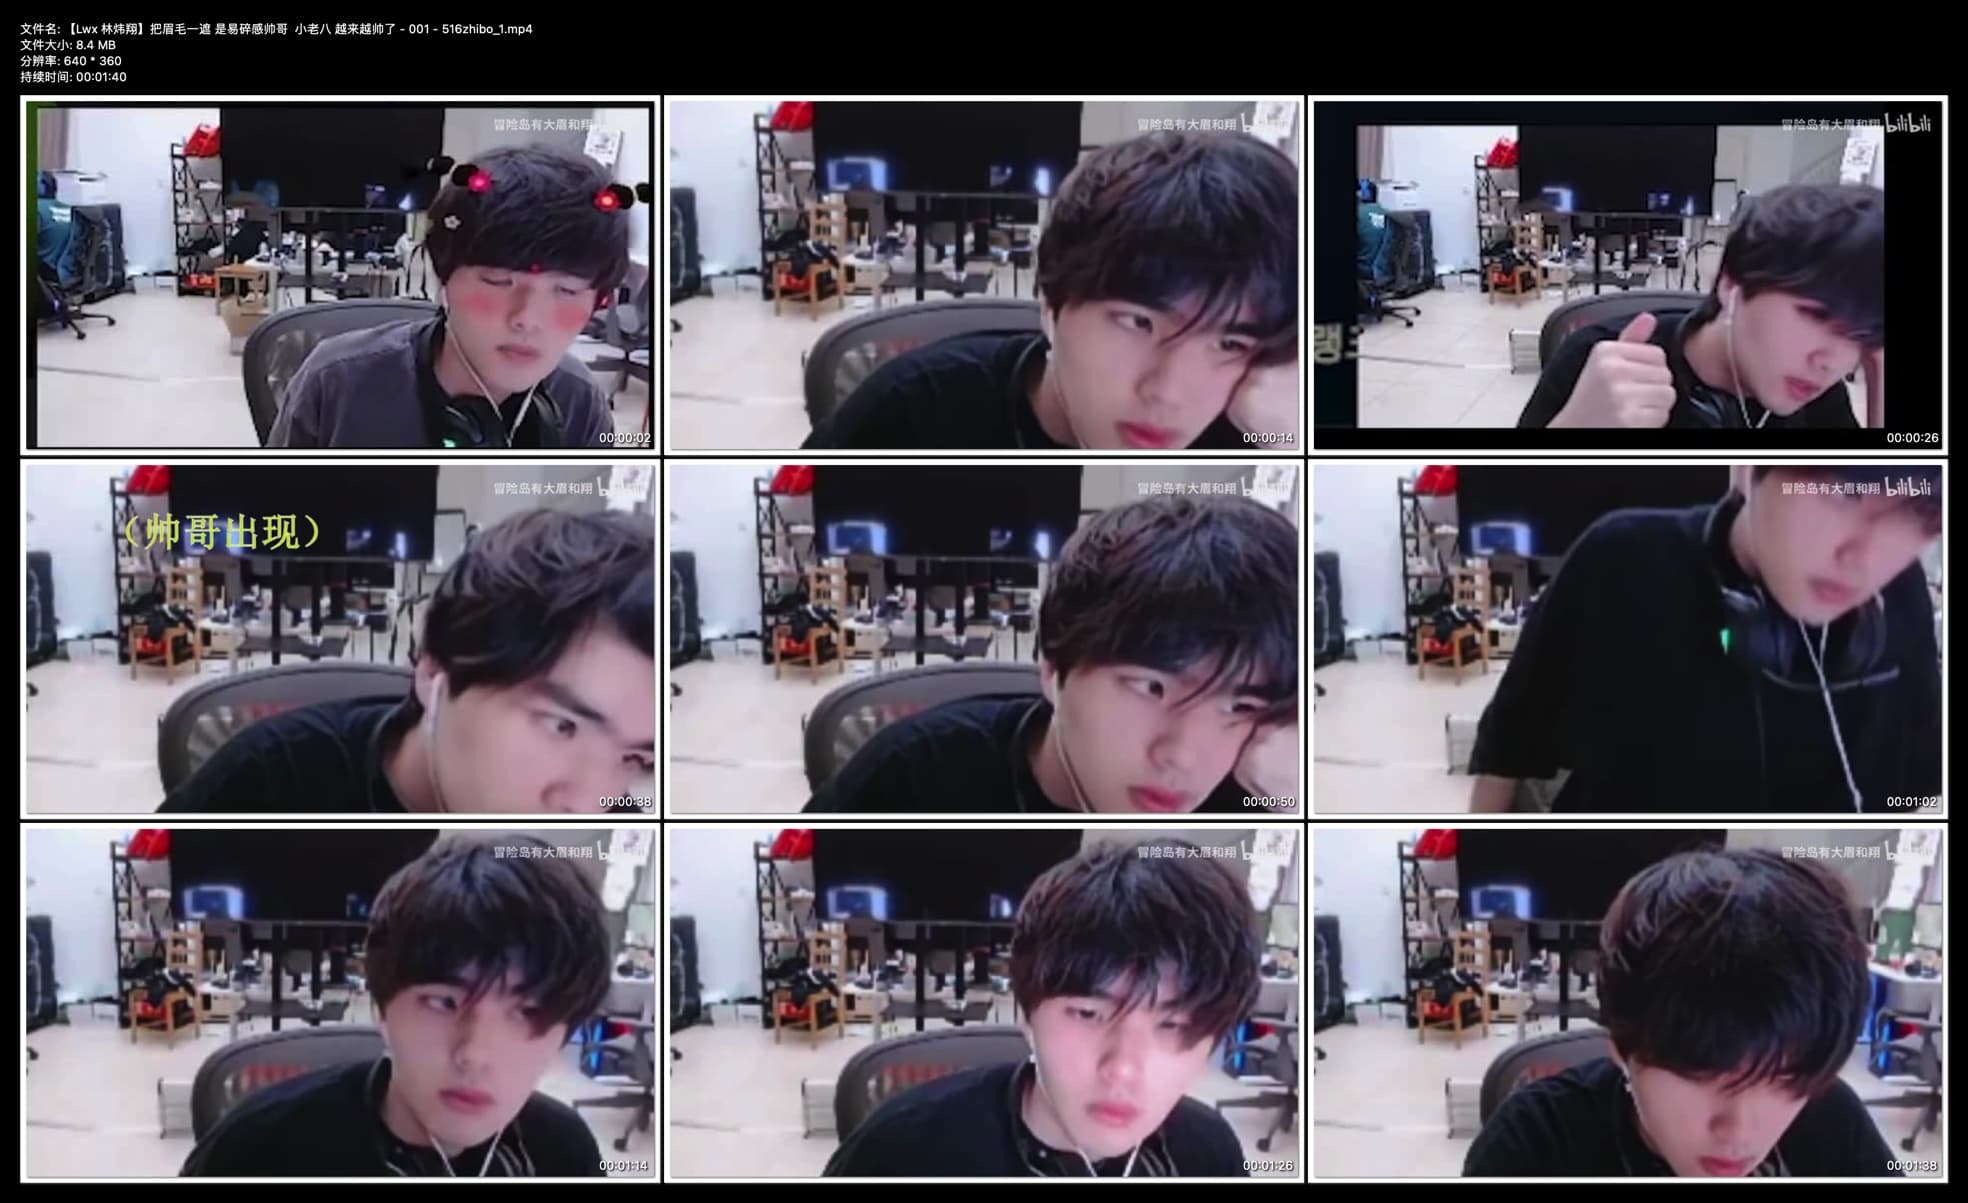 文件名: 【Lwx 林炜翔】把眉毛一遮 是易碎感帅哥 小老八 越来越帅了 - 001 - 516zhibo_1.mp4
文件大小: 8.4 MB
分辨率: 640 * 360
持续时间: 00:01:40
冒险岛有大眉和翔
00:00:02
冒险岛有大眉和翔
00:00:14
冒险岛有大眉和翔 bilibili
랭크
00:00:26
冒险岛有大眉和翔
（帅哥出现）
00:00:38
冒险岛有大眉和翔
00:00:50
冒险岛有大眉和翔 bilibili
00:01:02
冒险岛有大眉和翔
00:01:14
冒险岛有大眉和翔
00:01:26
冒险岛有大眉和翔
00:01:38